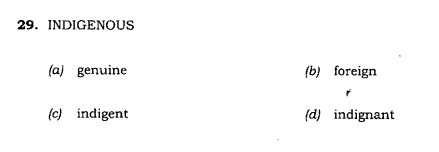 29. INDIGENOUS
(a) genuine (b) foreign
(c) indigent (d) indignant